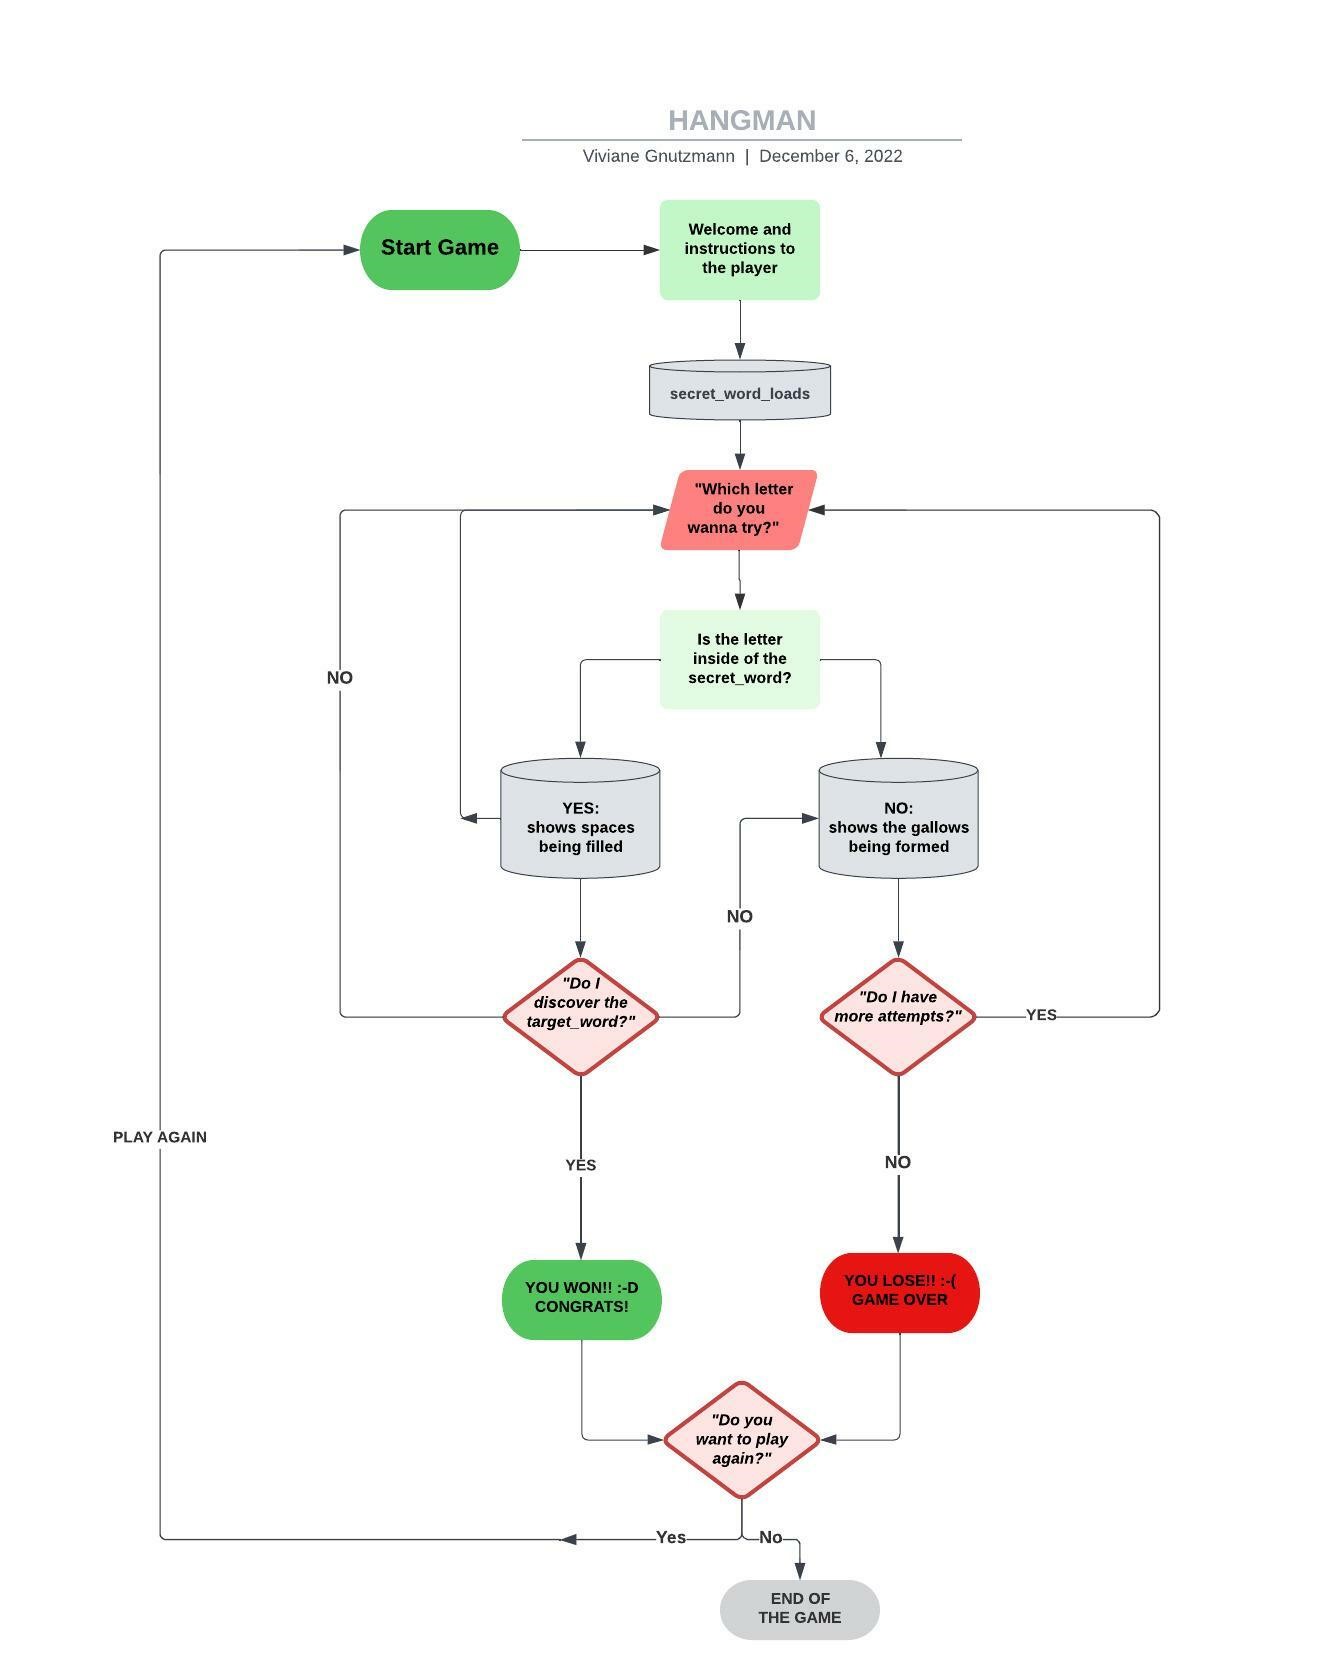 HANGMAN
Viviane Gnutzmann | December 6, 2022
Start Game
Welcome and
instructions to
the player
secret_word_loads
"Which letter
do you
wanna try?"
Is the letter
inside of the
secret_word?
NO
YES:
shows spaces
being filled
NO:
shows the gallows
being formed
NO
"Do I
discover the
target_word?"
"Do I have
more attempts?"
YES
PLAY AGAIN
YES
NO
YOU WON!! :-D
CONGRATS!
YOU LOSE!! :-(
GAME OVER
"Do you
want to play
again?"
Yes
No
END OF
THE GAME